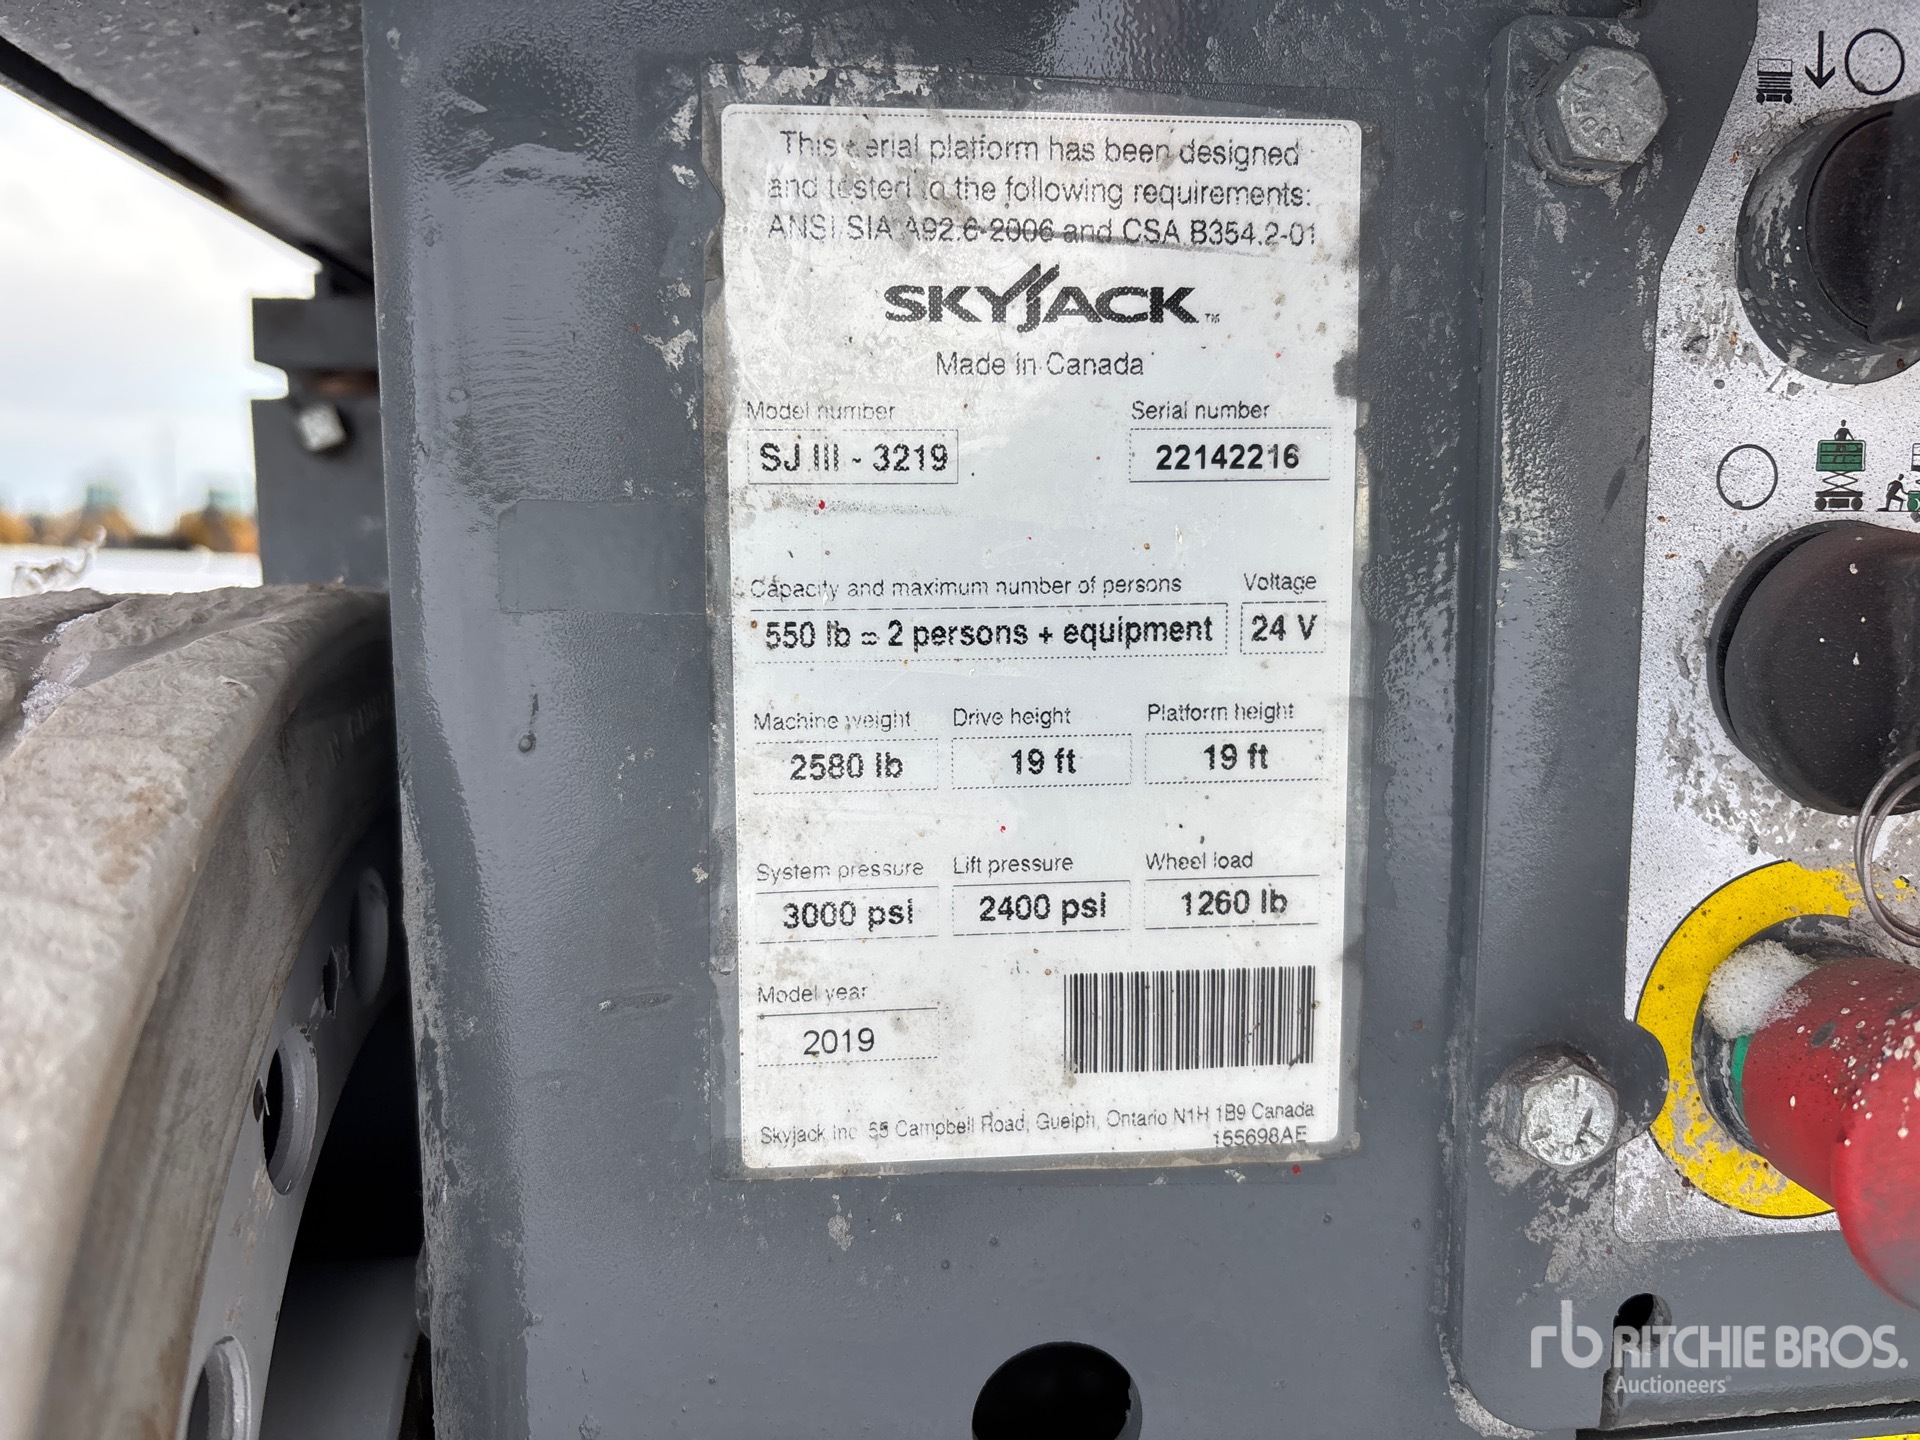 This aerial platform has been designed
and tested to the following requirements:
ANSI/SIA A92.6-2006 and CSA B354.2-01
SKYJACK™
Made in Canada
Model number Serial number
SJ III - 3219 22142216
Capacity and maximum number of persons Voltage
550 lb = 2 persons + equipment 24 V
Machine weight Drive height Platform height
2580 lb 19 ft 19 ft
System pressure Lift pressure Wheel load
3000 psi 2400 psi 1260 lb
Model year
2019
Skyjack Inc. 55 Campbell Road, Guelph, Ontario N1H 1B9 Canada
155698AE
rb RITCHIE BROS.
Auctioneers